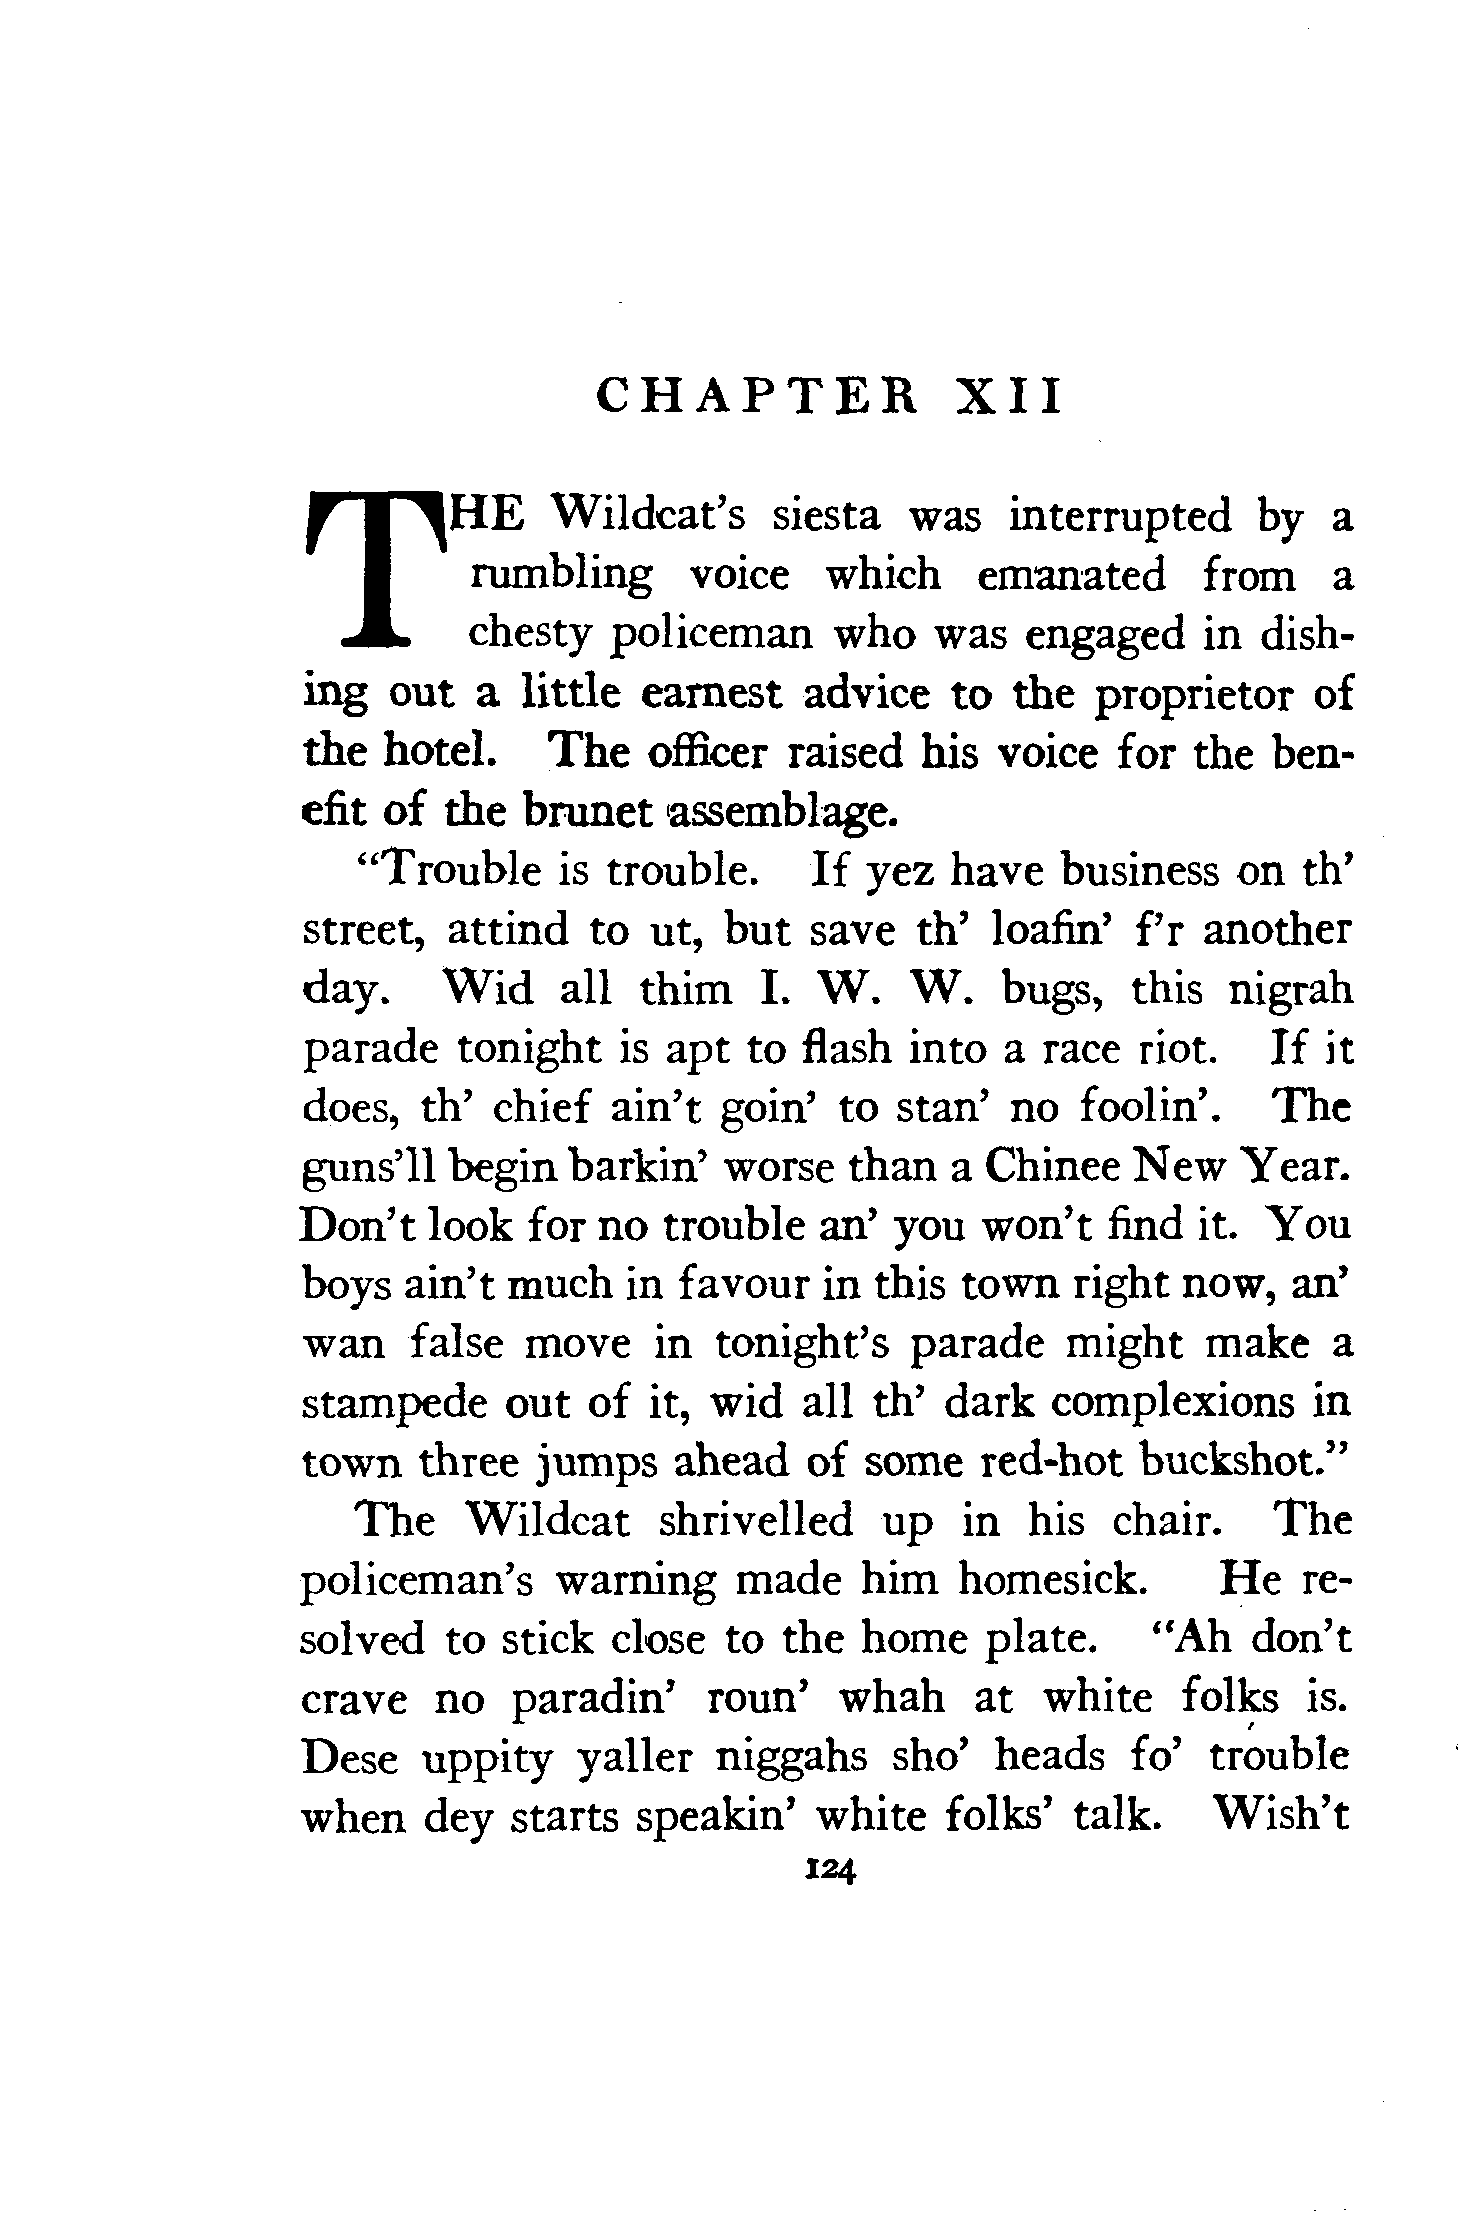 CHAPTER XII
THE Wildcat's siesta was interrupted by a
rumbling voice which emanated from a
chesty policeman who was engaged in dish-
ing out a little earnest advice to the proprietor of
the hotel. The officer raised his voice for the ben-
efit of the brunet assemblage.
"Trouble is trouble. If yez have business on th'
street, attind to ut, but save th' loafin' f'r another
day. Wid all thim I. W. W. bugs, this nigrah
parade tonight is apt to flash into a race riot. If it
does, th' chief ain't goin' to stan' no foolin'. The
guns'll begin barkin' worse than a Chinee New Year.
Don't look for no trouble an' you won't find it. You
boys ain't much in favour in this town right now, an'
wan false move in tonight's parade might make a
stampede out of it, wid all th' dark complexions in
town three jumps ahead of some red-hot buckshot."
The Wildcat shrivelled up in his chair. The
policeman's warning made him homesick. He re-
solved to stick close to the home plate. "Ah don't
crave no paradin' roun' whah at white folks is.
Dese uppity yaller niggahs sho' heads fo' trouble
when dey starts speakin' white folks' talk. Wish't
124